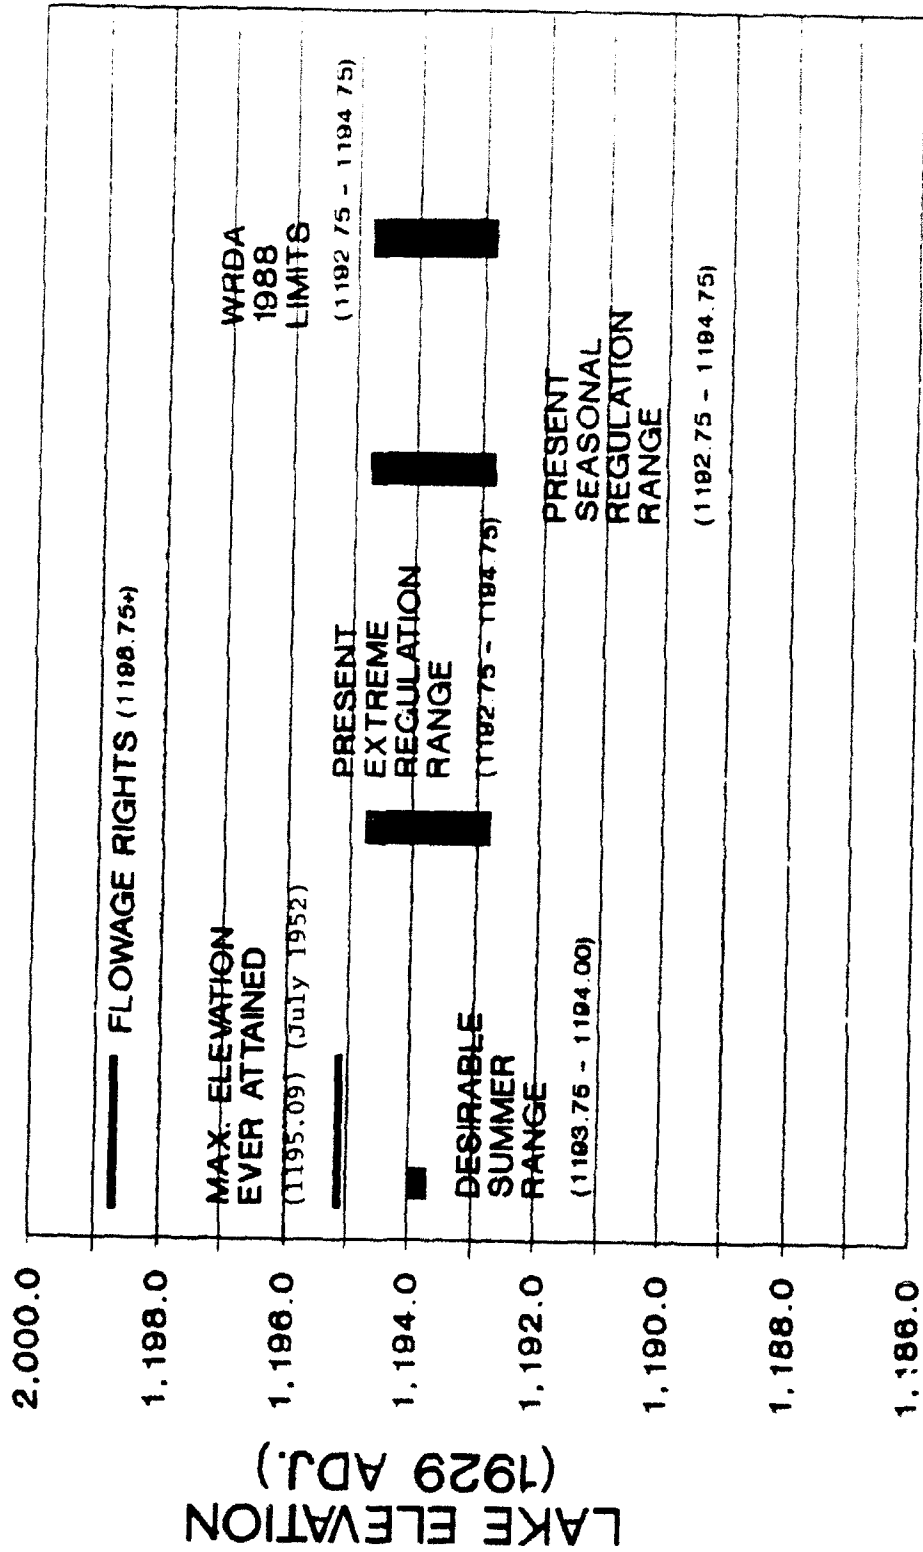 LAKE ELEVATION
(1929 ADJ.)
2.000.0
1,198.0
1,196.0
1,194.0
1,192.0
1,190.0
1,188.0
1,186.0
FLOWAGE RIGHTS (1198.75+)
MAX. ELEVATION
EVER ATTAINED
(1195.09) (July 1952)
DESIRABLE
SUMMER
RANGE
(1193.75 - 1194.00)
PRESENT
EXTREME
REGULATION
RANGE
(1192.75 - 1194.75)
PRESENT
SEASONAL
REGULATION
RANGE
(1192.75 - 1194.75)
WRDA
1988
LIMITS
(1192 75 - 1194 75)